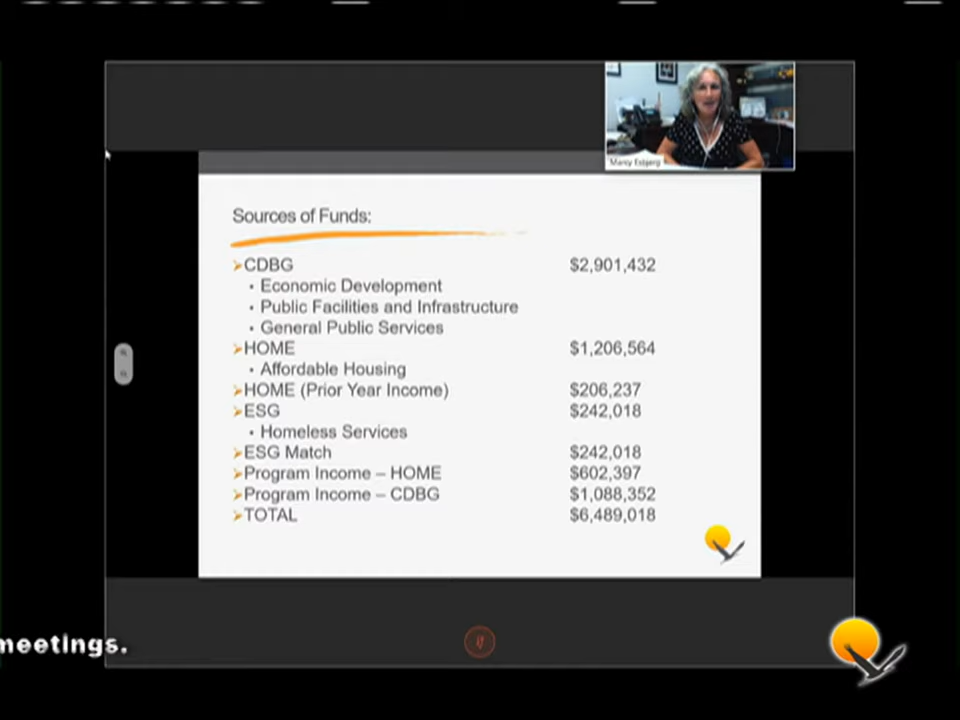 Marcy Esbjerg
Sources of Funds:
➢CDBG $2,901,432
• Economic Development
• Public Facilities and Infrastructure
• General Public Services
➢HOME $1,206,564
• Affordable Housing
➢HOME (Prior Year Income) $206,237
➢ESG $242,018
• Homeless Services
➢ESG Match $242,018
➢Program Income – HOME $602,397
➢Program Income – CDBG $1,088,352
➢TOTAL $6,489,018
meetings.